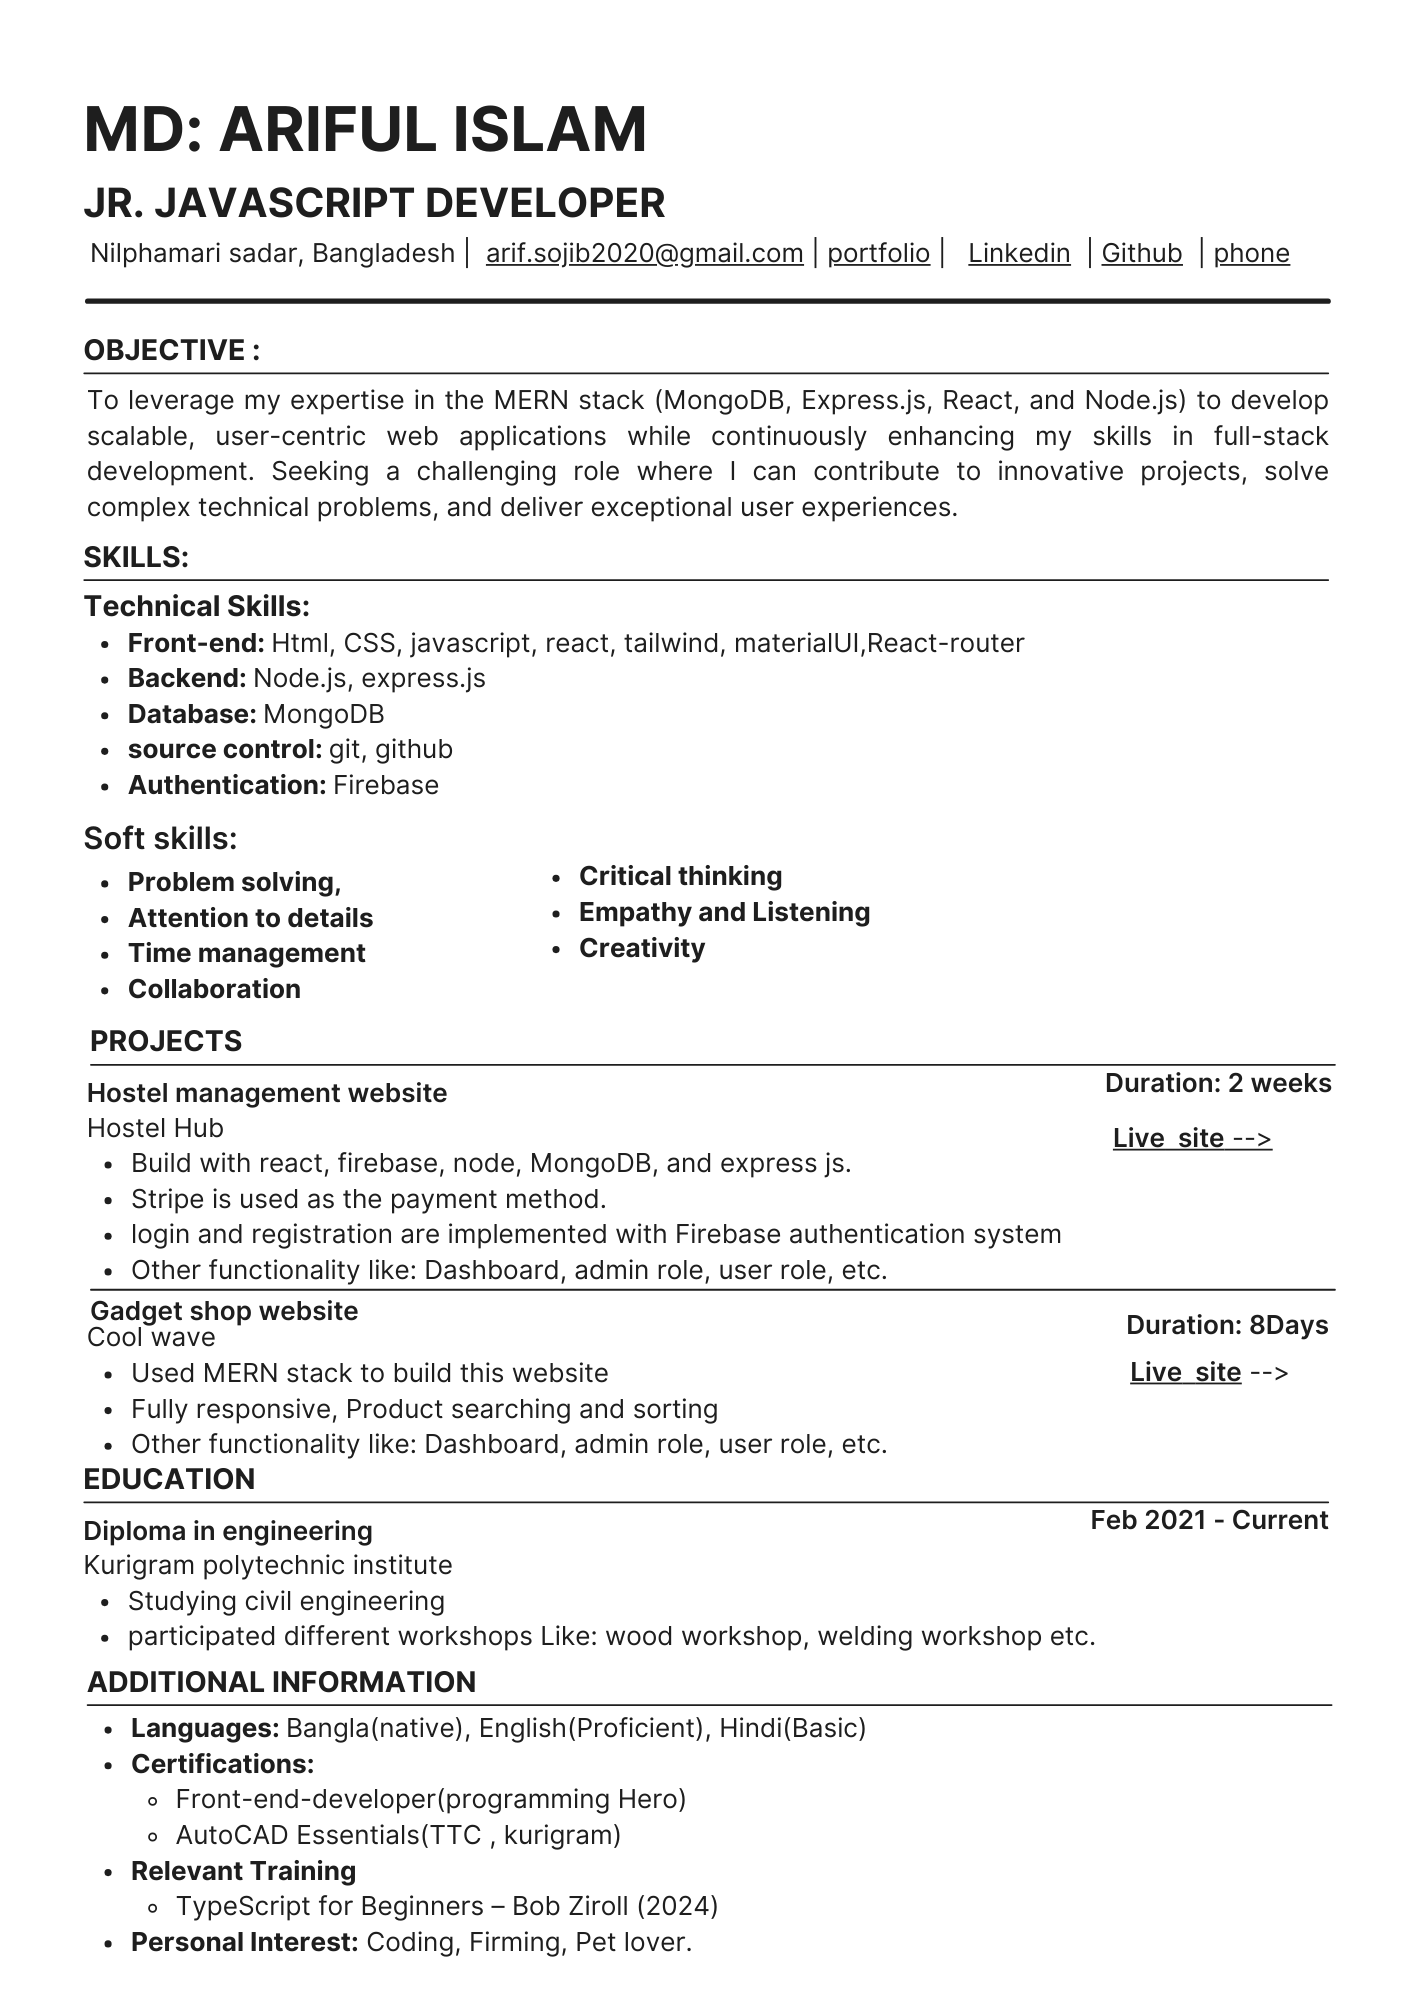 MD: ARIFUL ISLAM
JR. JAVASCRIPT DEVELOPER
Nilphamari sadar, Bangladesh | arif.sojib2020@gmail.com | portfolio | Linkedin | Github | phone
OBJECTIVE :
To leverage my expertise in the MERN stack (MongoDB, Express.js, React, and Node.js) to develop
scalable, user-centric web applications while continuously enhancing my skills in full-stack
development. Seeking a challenging role where I can contribute to innovative projects, solve
complex technical problems, and deliver exceptional user experiences.
SKILLS:
Technical Skills:
• Front-end: Html, CSS, javascript, react, tailwind, materialUI,React-router
• Backend: Node.js, express.js
• Database: MongoDB
• source control: git, github
• Authentication: Firebase
Soft skills:
• Problem solving,
• Attention to details
• Time management
• Collaboration
• Critical thinking
• Empathy and Listening
• Creativity
PROJECTS
Hostel management website
Duration: 2 weeks
Hostel Hub
Live site -->
• Build with react, firebase, node, MongoDB, and express js.
• Stripe is used as the payment method.
• login and registration are implemented with Firebase authentication system
• Other functionality like: Dashboard, admin role, user role, etc.
Gadget shop website
Duration: 8Days
Cool wave
Live site -->
• Used MERN stack to build this website
• Fully responsive, Product searching and sorting
• Other functionality like: Dashboard, admin role, user role, etc.
EDUCATION
Diploma in engineering
Feb 2021 - Current
Kurigram polytechnic institute
• Studying civil engineering
• participated different workshops Like: wood workshop, welding workshop etc.
ADDITIONAL INFORMATION
• Languages: Bangla(native), English(Proficient), Hindi(Basic)
• Certifications:
◦ Front-end-developer(programming Hero)
◦ AutoCAD Essentials(TTC , kurigram)
• Relevant Training
◦ TypeScript for Beginners – Bob Ziroll (2024)
• Personal Interest: Coding, Firming, Pet lover.